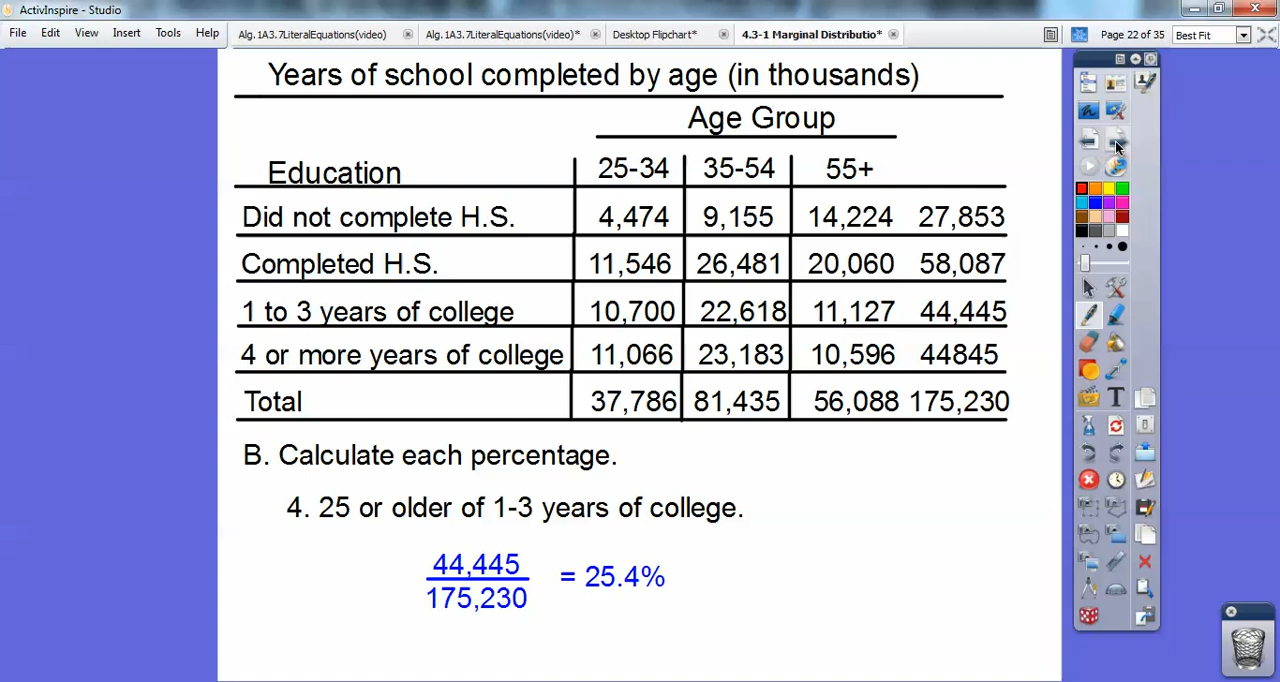 ActivInspire - Studio
File Edit View Insert Tools Help
Alg.1A3.7LiteralEquations(video) Alg.1A3.7LiteralEquations(video)* Desktop Flipchart* 4.3-1 Marginal Distributio* Page 22 of 35 Best Fit
Years of school completed by age (in thousands)
Age Group
Education 25-34 35-54 55+
Did not complete H.S. 4,474 9,155 14,224 27,853
Completed H.S. 11,546 26,481 20,060 58,087
1 to 3 years of college 10,700 22,618 11,127 44,445
4 or more years of college 11,066 23,183 10,596 44845
Total 37,786 81,435 56,088 175,230
B. Calculate each percentage.
4. 25 or older of 1-3 years of college.
44,445
175,230
= 25.4%